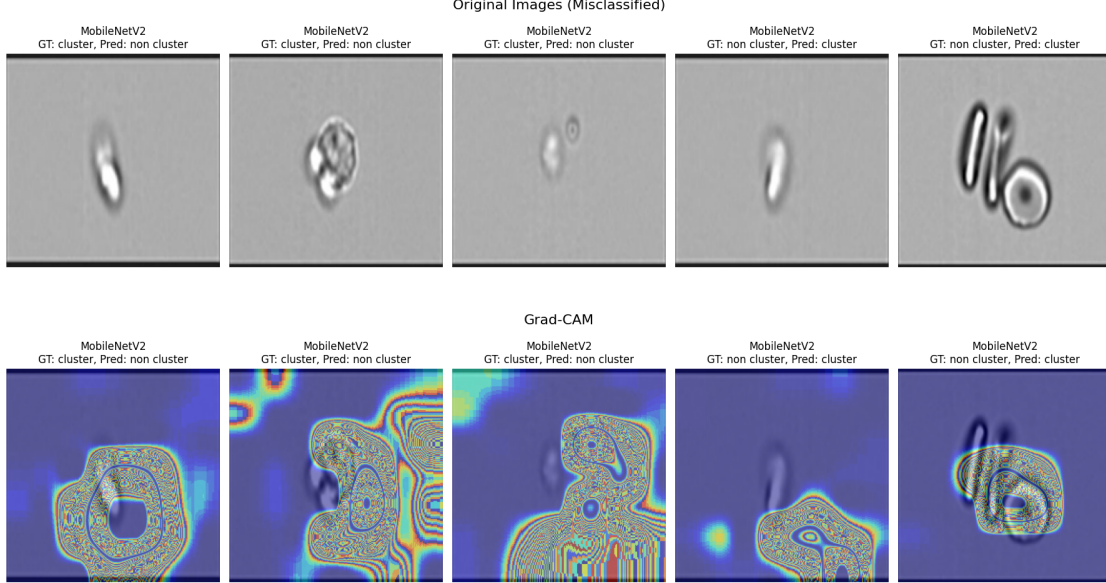 Original Images (Misclassified)
MobileNetV2
GT: cluster, Pred: non cluster
MobileNetV2
GT: cluster, Pred: non cluster
MobileNetV2
GT: cluster, Pred: non cluster
MobileNetV2
GT: non cluster, Pred: cluster
MobileNetV2
GT: non cluster, Pred: cluster
Grad-CAM
MobileNetV2
GT: cluster, Pred: non cluster
MobileNetV2
GT: cluster, Pred: non cluster
MobileNetV2
GT: cluster, Pred: non cluster
MobileNetV2
GT: non cluster, Pred: cluster
MobileNetV2
GT: non cluster, Pred: cluster